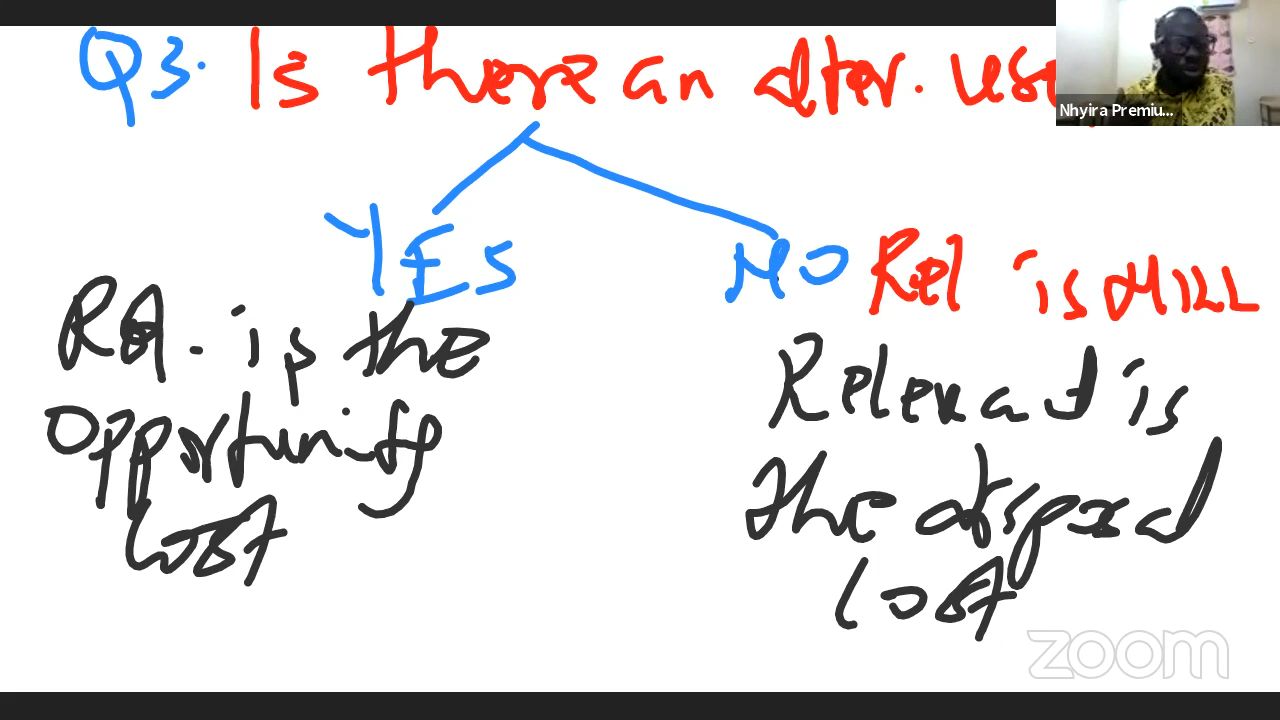 Q3. Is there an alter. use
Nhyira Premiu...
YES
NO Rel is NILL
Rel. is the
opportunity
cost
Relevant is
the disposal
cost
zoom